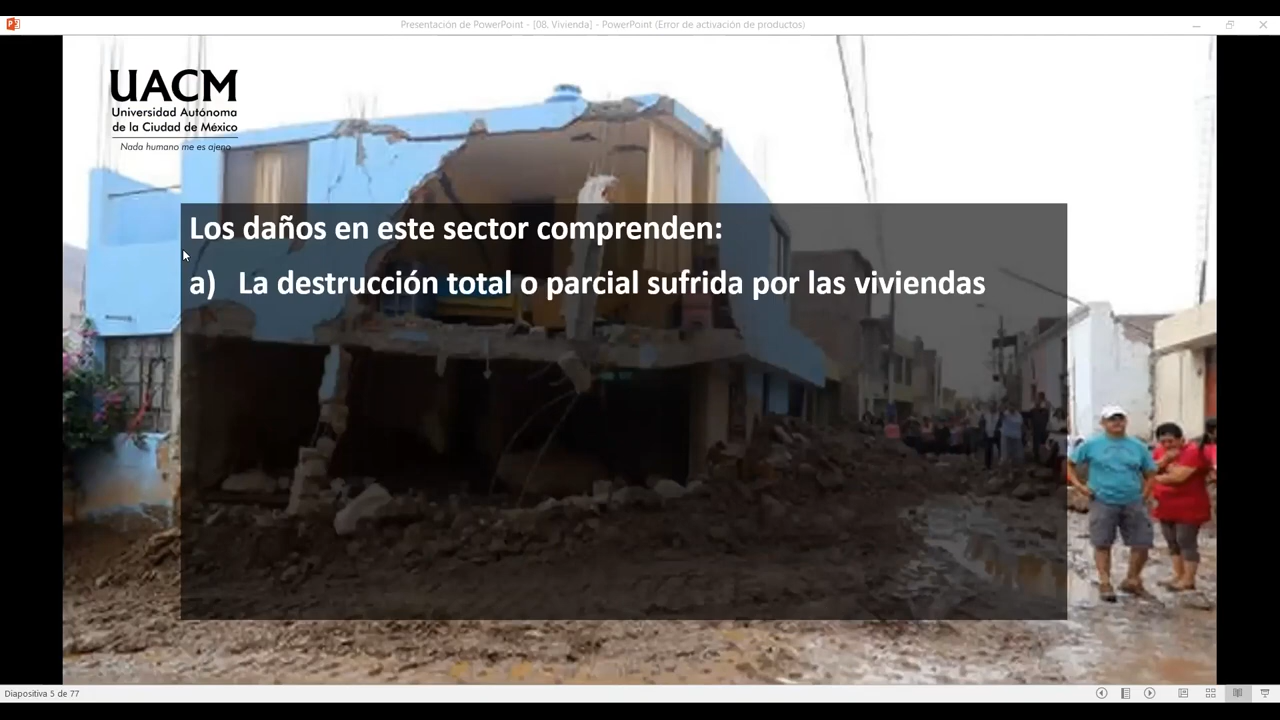 Presentación de PowerPoint - [08. Vivienda] - PowerPoint (Error de activación de productos)
UACM
Universidad Autónoma
de la Ciudad de México
Nada humano me es ajeno
Los daños en este sector comprenden:
a) La destrucción total o parcial sufrida por las viviendas
Diapositiva 5 de 77